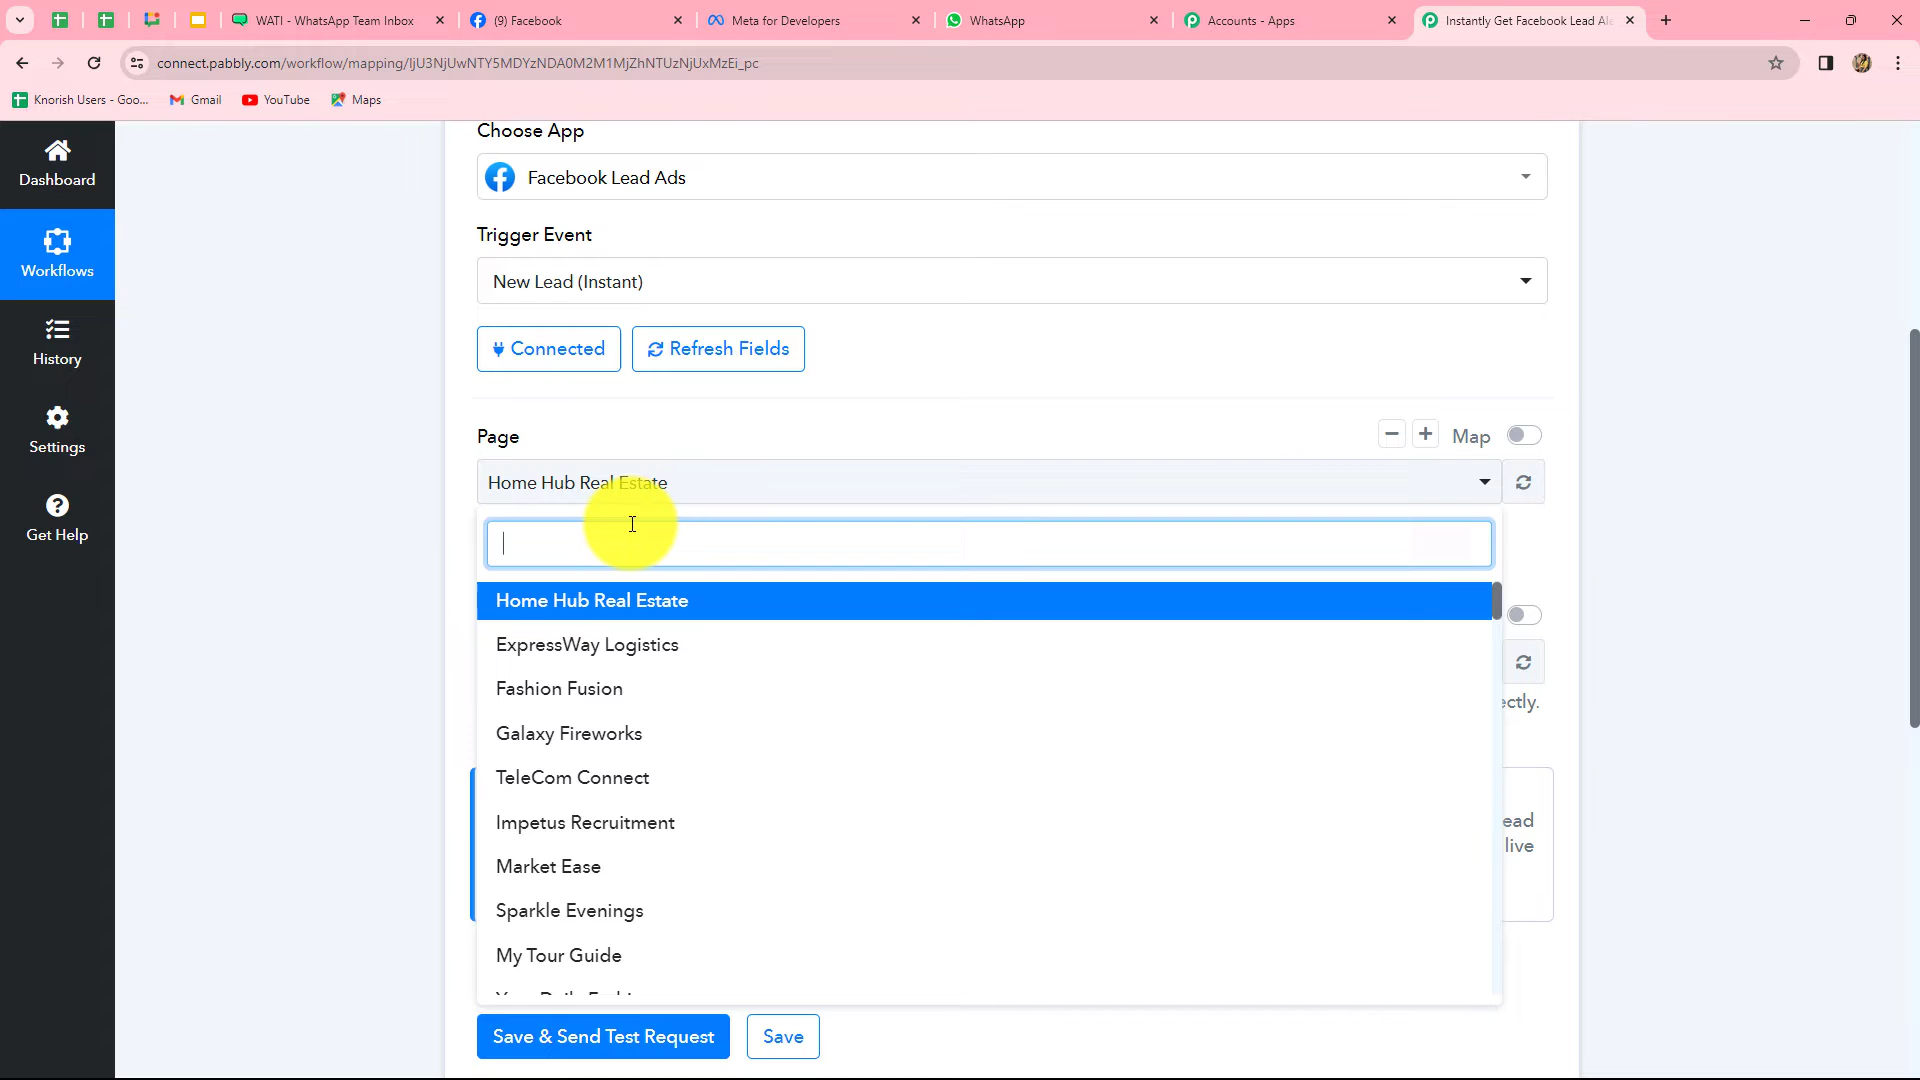 WATI - WhatsApp Team Inbox
(9) Facebook
Meta for Developers
WhatsApp
Accounts - Apps
Instantly Get Facebook Lead Ale
connect.pabbly.com/workflow/mapping/IjU3NjUwNTY5MDYzNDA0M2M1MjZhNTUzNjUxMzEi_pc
Knorish Users - Goo...
Gmail
YouTube
Maps
Dashboard
Workflows
History
Settings
Get Help
Choose App
Facebook Lead Ads
Trigger Event
New Lead (Instant)
Connected
Refresh Fields
Page
Map
Home Hub Real Estate
Home Hub Real Estate
ExpressWay Logistics
Fashion Fusion
Galaxy Fireworks
TeleCom Connect
Impetus Recruitment
Market Ease
Sparkle Evenings
My Tour Guide
ectly.
ead
live
Save & Send Test Request
Save